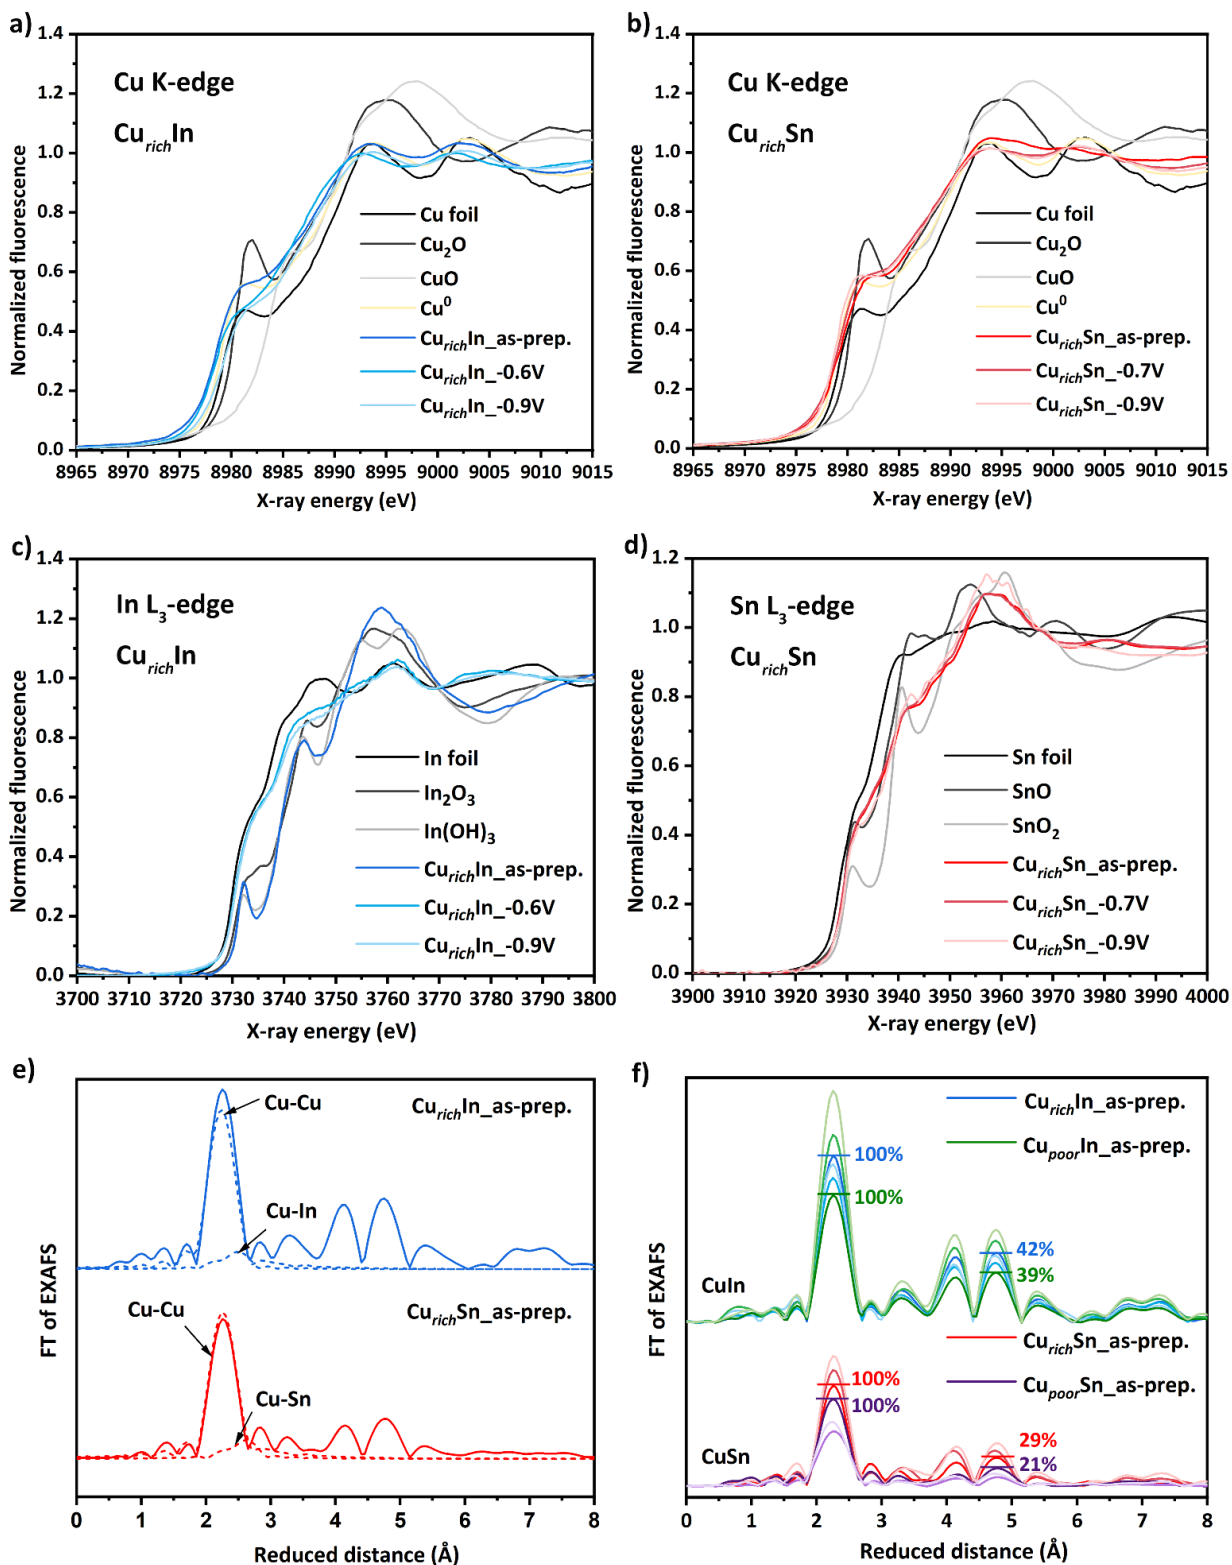 a)
1.4
1.2
1.0
0.8
0.6
0.4
0.2
0.0
Normalized fluorescence
Cu K-edge
Cu_rich In
Cu foil
Cu₂O
CuO
Cu⁰
Cu_rich In_as-prep.
Cu_rich In_-0.6V
Cu_rich In_-0.9V
8965 8970 8975 8980 8985 8990 8995 9000 9005 9010 9015
X-ray energy (eV)
b)
1.4
1.2
1.0
0.8
0.6
0.4
0.2
0.0
Normalized fluorescence
Cu K-edge
Cu_rich Sn
Cu foil
Cu₂O
CuO
Cu⁰
Cu_rich Sn_as-prep.
Cu_rich Sn_-0.7V
Cu_rich Sn_-0.9V
8965 8970 8975 8980 8985 8990 8995 9000 9005 9010 9015
X-ray energy (eV)
c)
1.4
1.2
1.0
0.8
0.6
0.4
0.2
0.0
Normalized fluorescence
In L₃-edge
Cu_rich In
In foil
In₂O₃
In(OH)₃
Cu_rich In_as-prep.
Cu_rich In_-0.6V
Cu_rich In_-0.9V
3700 3710 3720 3730 3740 3750 3760 3770 3780 3790 3800
X-ray energy (eV)
d)
1.2
1.0
0.8
0.6
0.4
0.2
0.0
Normalized fluorescence
Sn L₃-edge
Cu_rich Sn
Sn foil
SnO
SnO₂
Cu_rich Sn_as-prep.
Cu_rich Sn_-0.7V
Cu_rich Sn_-0.9V
3900 3910 3920 3930 3940 3950 3960 3970 3980 3990 4000
X-ray energy (eV)
e)
FT of EXAFS
Cu-Cu
Cu_rich In_as-prep.
Cu-In
Cu-Cu
Cu_rich Sn_as-prep.
Cu-Sn
0 1 2 3 4 5 6 7 8
Reduced distance (Å)
f)
FT of EXAFS
Cu_rich In_as-prep.
Cu_poor In_as-prep.
100%
100%
42%
39%
CuIn
Cu_rich Sn_as-prep.
Cu_poor Sn_as-prep.
100%
100%
29%
21%
CuSn
0 1 2 3 4 5 6 7 8
Reduced distance (Å)